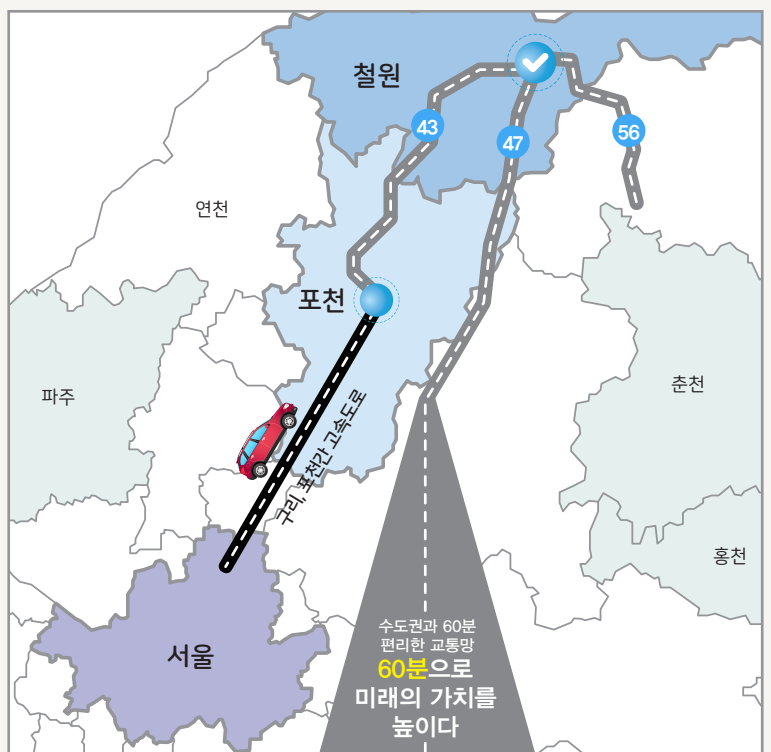 철원
43
47
56
연천
포천
파주
춘천
구리, 포천간 고속도로
홍천
서울
수도권과 60분
편리한 교통망
60분으로
미래의 가치를
높이다